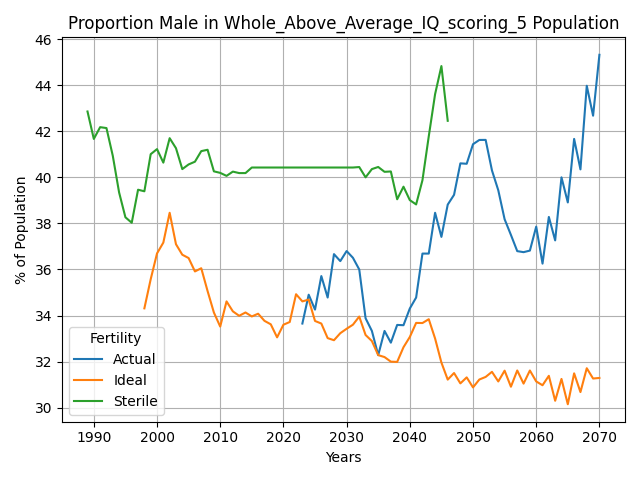 Proportion Male in Whole_Above_Average_IQ_scoring_5 Population
% of Population
46
44
42
40
38
36
34
32
30
Fertility
Actual
Ideal
Sterile
1990 2000 2010 2020 2030 2040 2050 2060 2070
Years